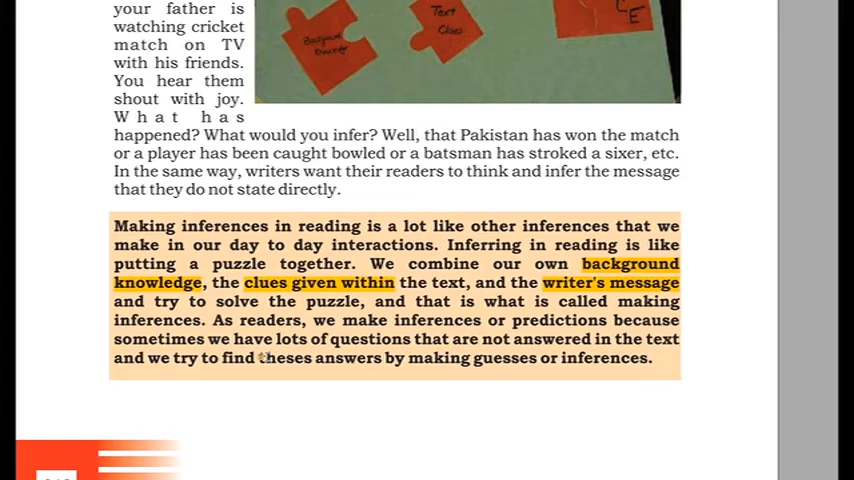 your father is
watching cricket
match on TV
with his friends.
You hear them
shout with joy.
What has
happened? What would you infer? Well, that Pakistan has won the match
or a player has been caught bowled or a batsman has stroked a sixer, etc.
In the same way, writers want their readers to think and infer the message
that they do not state directly.
Text
Clues
C
E
Making inferences in reading is a lot like other inferences that we
make in our day to day interactions. Inferring in reading is like
putting a puzzle together. We combine our own background
knowledge, the clues given within the text, and the writer's message
and try to solve the puzzle, and that is what is called making
inferences. As readers, we make inferences or predictions because
sometimes we have lots of questions that are not answered in the text
and we try to find theses answers by making guesses or inferences.